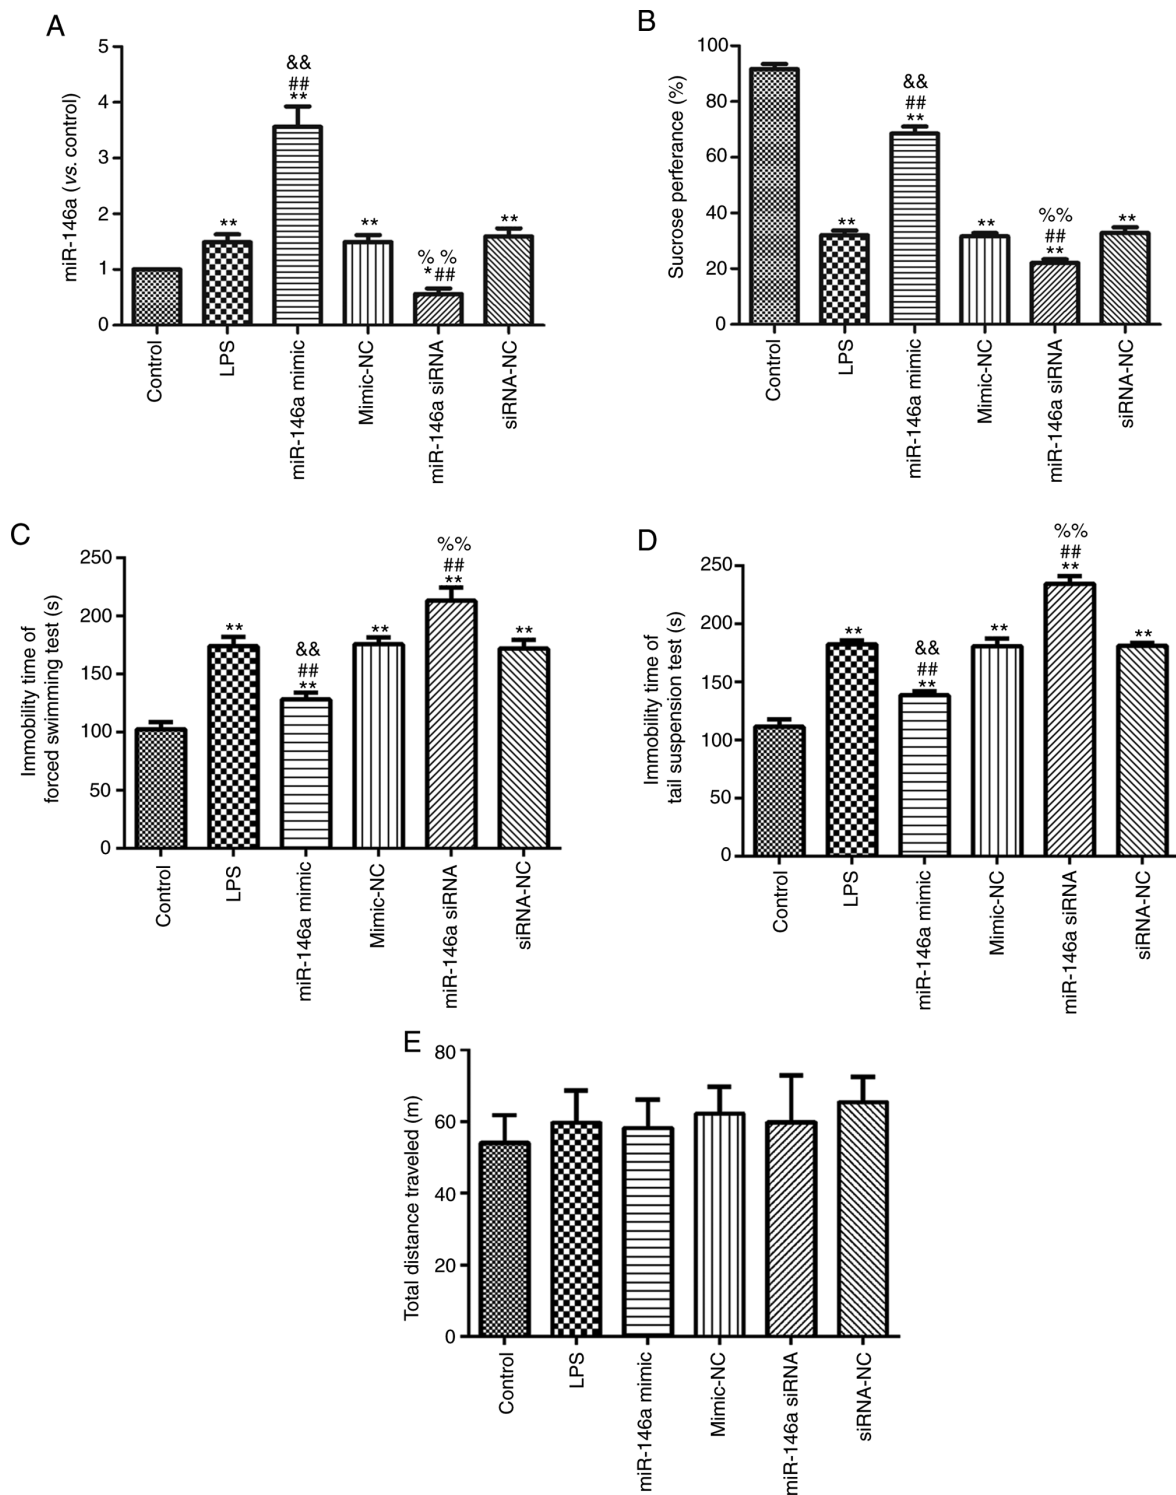 A
miR-146a (vs. control)
5
4
3
2
1
0
**
&&
##
**
**
% %
*##
**
Control
LPS
miR-146a mimic
Mimic-NC
miR-146a siRNA
siRNA-NC
B
Sucrose perferance (%)
100
80
60
40
20
0
**
&&
##
**
**
%%
##
**
**
Control
LPS
miR-146a mimic
Mimic-NC
miR-146a siRNA
siRNA-NC
C
Immobility time of
forced swimming test (s)
250
200
150
100
50
0
**
&&
##
**
**
%%
##
**
**
Control
LPS
miR-146a mimic
Mimic-NC
miR-146a siRNA
siRNA-NC
D
Immobility time of
tail suspension test (s)
250
200
150
100
50
0
**
&&
##
**
**
%%
##
**
**
Control
LPS
miR-146a mimic
Mimic-NC
miR-146a siRNA
siRNA-NC
E
Total distance traveled (m)
80
60
40
20
0
Control
LPS
miR-146a mimic
Mimic-NC
miR-146a siRNA
siRNA-NC